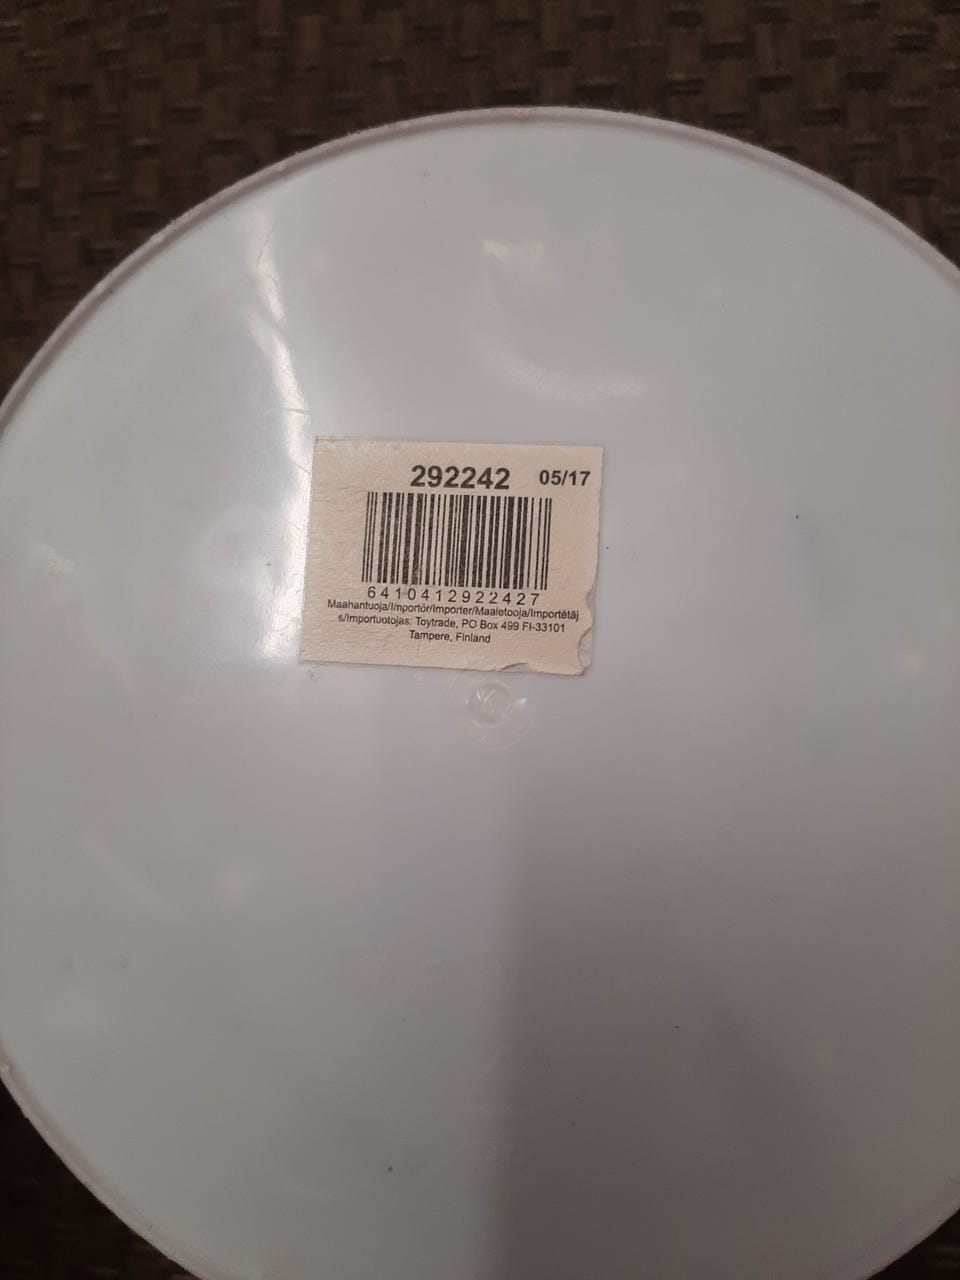 292242 05/17
6410412922427
Maahantuoja/Importör/Importer/Maaletooja/Importētāj
s/Importuotojas: Toytrade, PO Box 499 FI-33101
Tampere, Finland